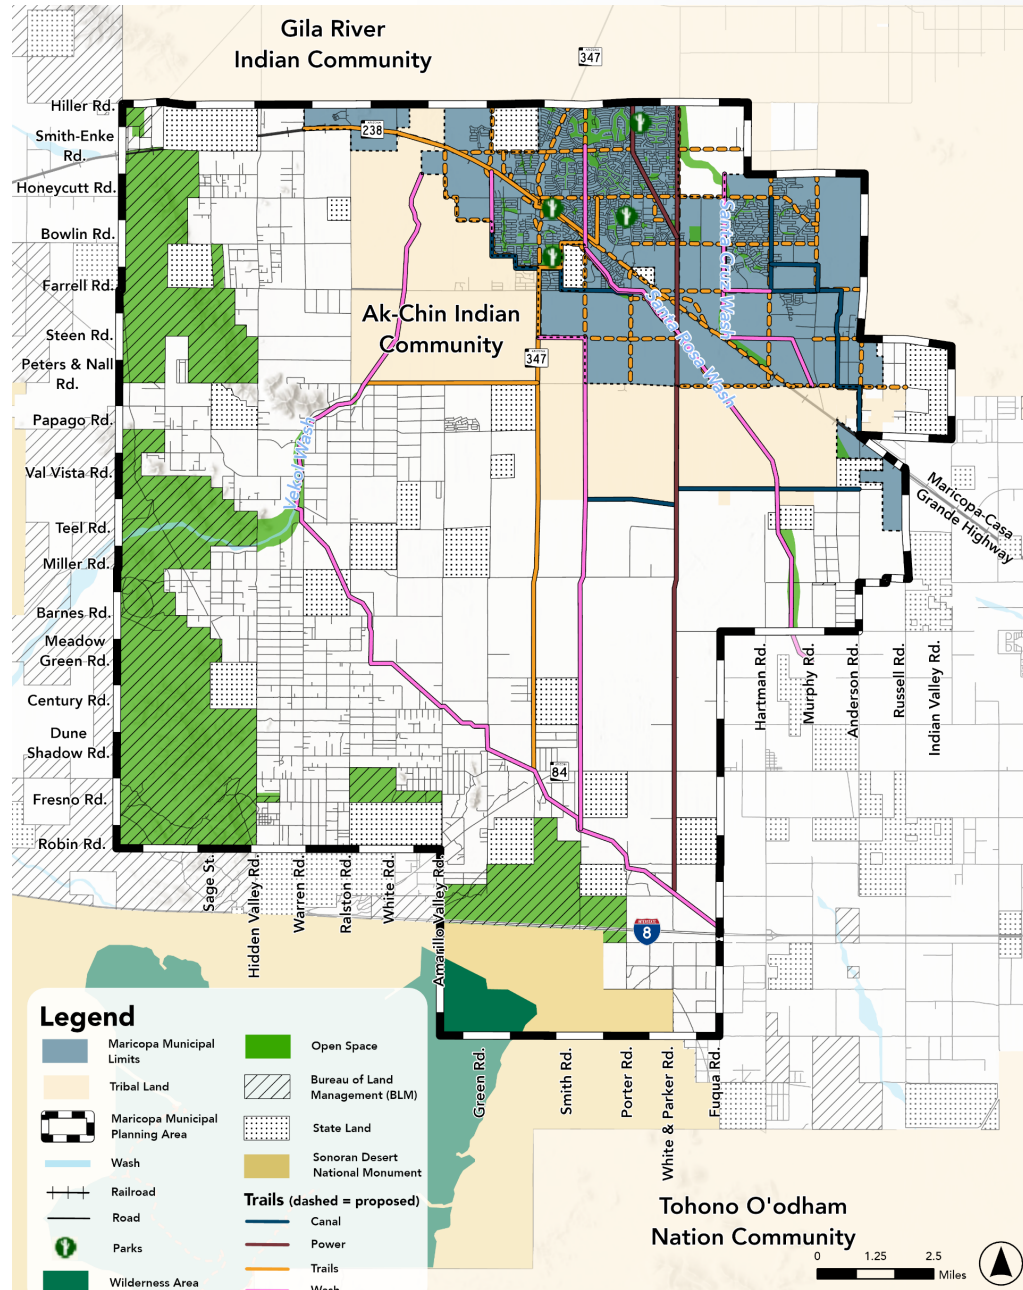 Gila River
Indian Community
ARIZONA
347
Hiller Rd.
238
Smith-Enke
Rd.
Honeycutt Rd.
Bowlin Rd.
Farrell Rd.
Steen Rd.
Peters & Nall
Rd.
Papago Rd.
Val Vista Rd.
Teel Rd.
Miller Rd.
Barnes Rd.
Meadow
Green Rd.
Century Rd.
Dune
Shadow Rd.
Fresno Rd.
Robin Rd.
Ak-Chin Indian
Community
347
Santa Cruz Wash
Santa Rosa Wash
Vekol Wash
Maricopa-Casa
Grande Highway
84
INTERSTATE
8
Hartman Rd.
Murphy Rd.
Anderson Rd.
Russell Rd.
Indian Valley Rd.
Sage St.
Hidden Valley Rd.
Warren Rd.
Ralston Rd.
White Rd.
Amarillo Valley Rd.
Green Rd.
Smith Rd.
Porter Rd.
White & Parker Rd.
Fuqua Rd.
Legend
Maricopa Municipal
Limits
Tribal Land
Maricopa Municipal
Planning Area
Wash
Railroad
Road
Parks
Wilderness Area
Open Space
Bureau of Land
Management (BLM)
State Land
Sonoran Desert
National Monument
Trails (dashed = proposed)
Canal
Power
Trails
Wash
Tohono O'odham
Nation Community
0 1.25 2.5
Miles